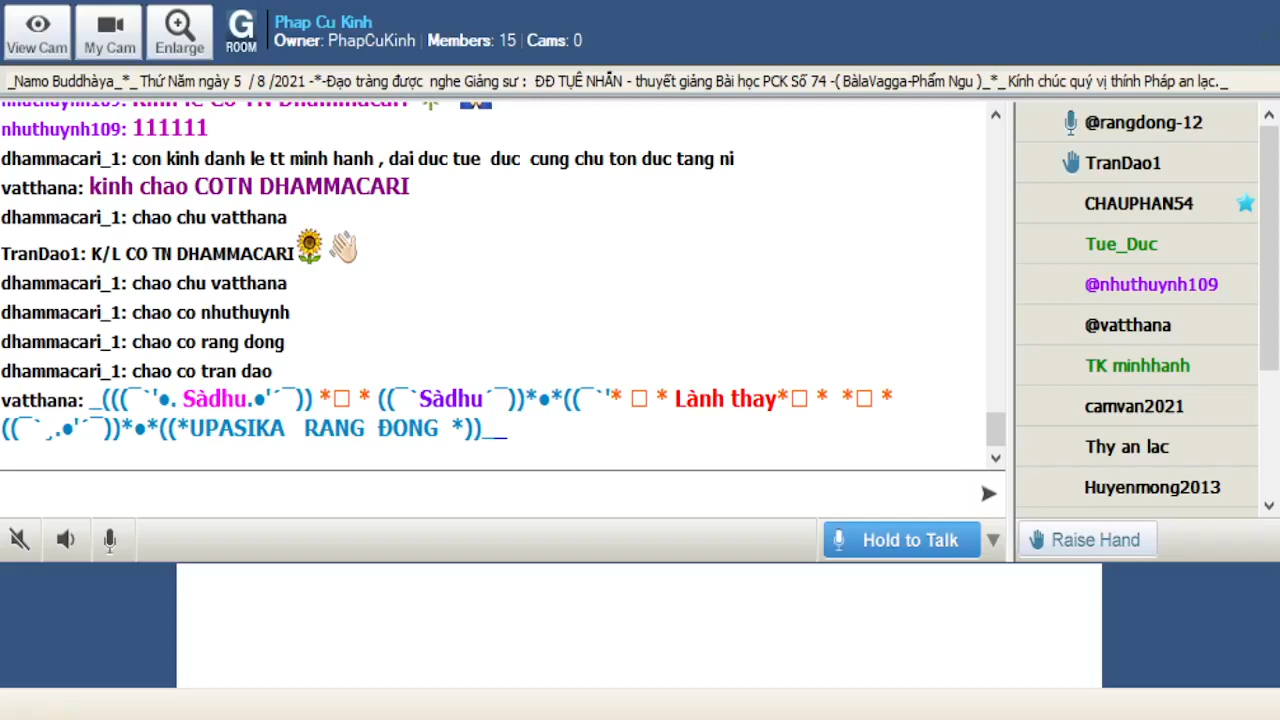 View Cam
My Cam
Enlarge
G
ROOM
Phap Cu Kinh
Owner: PhapCuKinh | Members: 15 | Cams: 0
_Namo Buddhàya_*_ Thứ Năm ngày 5 / 8 /2021 -*-Đạo tràng được nghe Giảng sư : ĐĐ TUỆ NHẪN - thuyết giảng Bài học PCK Số 74 -( BàlaVagga-Phẩm Ngu )_*_ Kính chúc quý vị thính Pháp an lạc._
nhuthuynh109: Kinh le Co TN Dhammacari
nhuthuynh109: 111111
dhammacari_1: con kinh danh le tt minh hanh , dai duc tue duc cung chu ton duc tang ni
vatthana: kinh chao COTN DHAMMACARI
dhammacari_1: chao chu vatthana
TranDao1: K/L CO TN DHAMMACARI
dhammacari_1: chao chu vatthana
dhammacari_1: chao co nhuthuynh
dhammacari_1: chao co rang dong
dhammacari_1: chao co tran dao
vatthana: _(((¯`'●. Sàdhu.●'´¯)) *□ * ((¯`Sàdhu´¯))*●*((¯`'* □ * Lành thay*□ * *□ *
((¯`¸.●'´¯))*●*((*UPASIKA RANG ĐONG *))__
@rangdong-12
TranDao1
CHAUPHAN54
Tue_Duc
@nhuthuynh109
@vatthana
TK minhhanh
camvan2021
Thy an lac
Huyenmong2013
Hold to Talk
Raise Hand